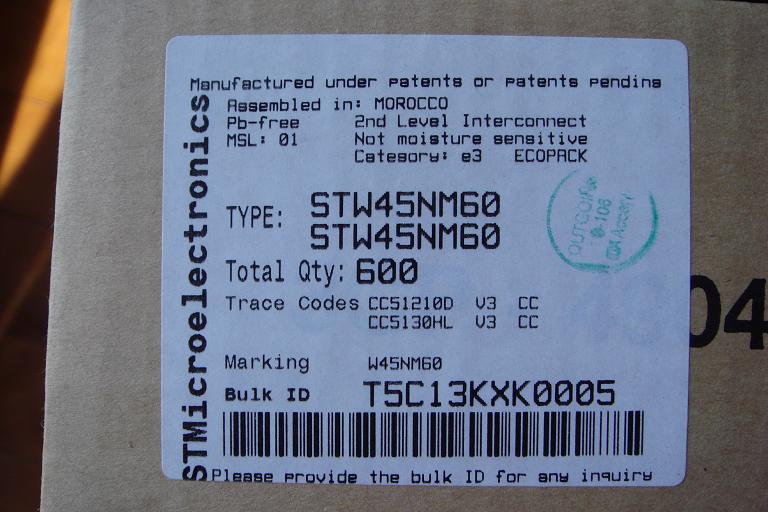 Manufactured under patents or patents pending
STMicroelectronics
Assembled in: MOROCCO
Pb-free 2nd Level Interconnect
MSL: 01 Not moisture sensitive
Category: e3 ECOPACK
TYPE: STW45NM60
STW45NM60
Total Qty: 600
Trace Codes CC51210D V3 CC
CC5130HL V3 CC
Marking W45NM60
Bulk ID T5C13KXK0005
Please provide the bulk ID for any inquiry
04